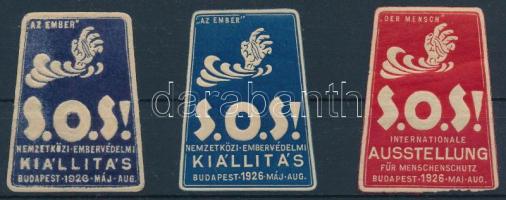 "AZ EMBER"
S.O.S!
NEMZETKÖZI-EMBERVÉDELMI
KIÁLLITÁS
BUDAPEST-1926-MÁJ-AUG.
"AZ EMBER"
S.O.S!
NEMZETKÖZI-EMBERVÉDELMI
KIÁLLITÁS
BUDAPEST-1926-MÁJ-AUG.
"DER MENSCH"
S.O.S!
INTERNATIONALE
AUSSTELLUNG
FÜR MENSCHENSCHUTZ
BUDAPEST-1926-MAI-AUG.
darabanth